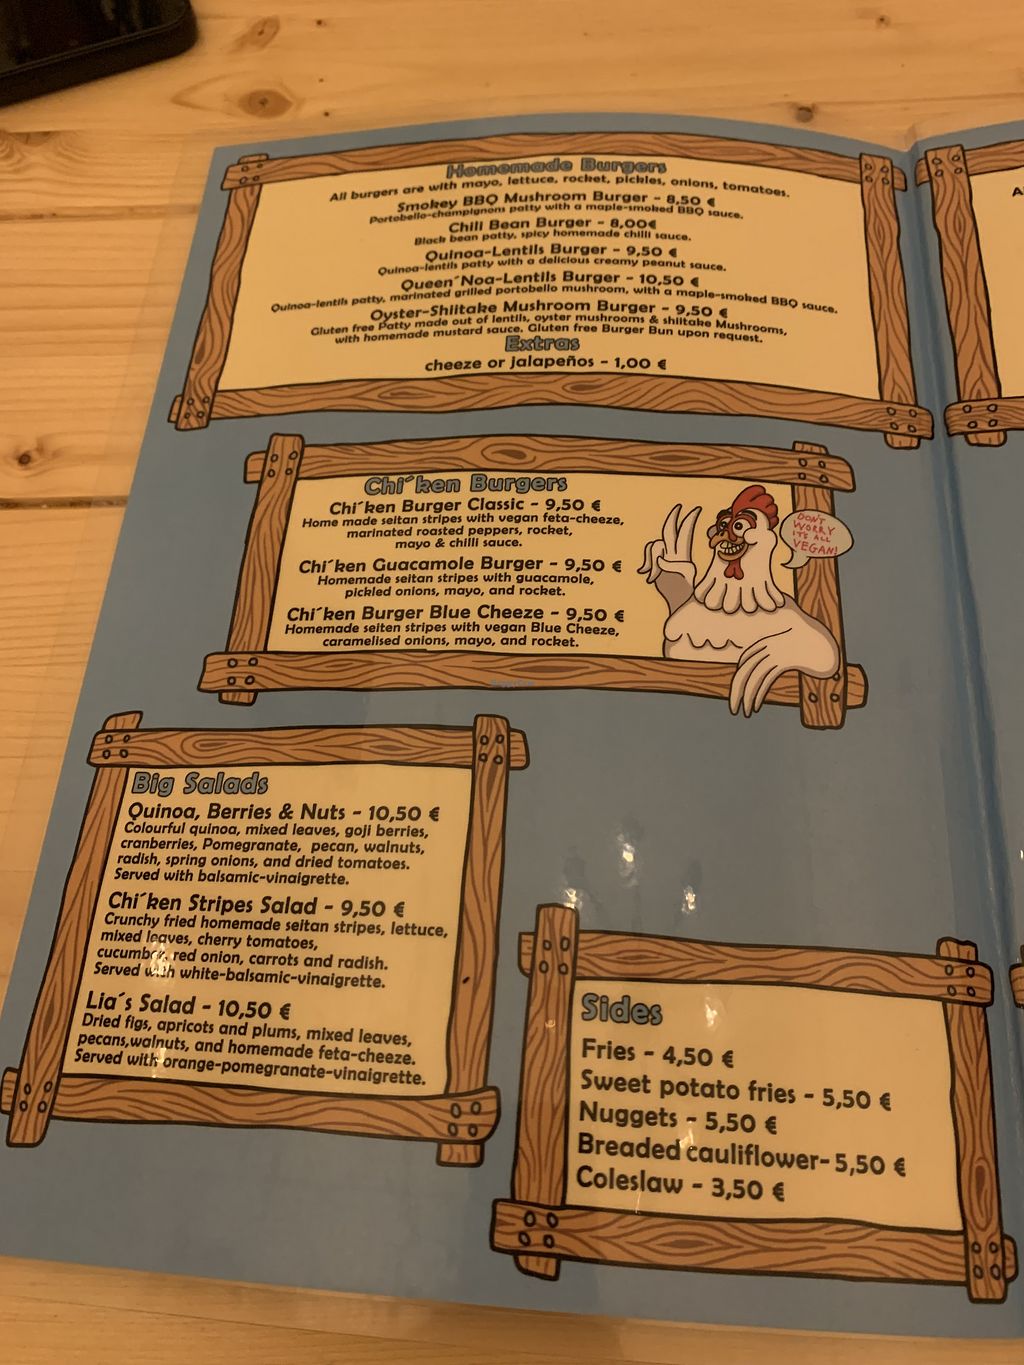 Homemade Burgers
All burgers are with mayo, lettuce, rocket, pickles, onions, tomatoes.
Smokey BBQ Mushroom Burger - 8,50 €
Portobello-champignons patty with a maple-smoked BBQ sauce.
Chili Bean Burger - 8,00€
Black bean patty, spicy homemade chilli sauce.
Quinoa-Lentils Burger - 9,50 €
Quinoa-lentils patty with a delicious creamy peanut sauce.
Queen´Noa-Lentils Burger - 10,50 €
Quinoa-lentils patty, marinated grilled portobello mushroom, with a maple-smoked BBQ sauce.
Oyster-Shiitake Mushroom Burger - 9,50 €
Gluten free Patty made out of lentils, oyster mushrooms & shiitake Mushrooms,
with homemade mustard sauce. Gluten free Burger Bun upon request.
Extras
cheeze or jalapeños - 1,00 €
Chi´ken Burgers
Chi´ken Burger Classic - 9,50 €
Home made seitan stripes with vegan feta-cheeze,
marinated roasted peppers, rocket,
mayo & chilli sauce.
Chi´ken Guacamole Burger - 9,50 €
Homemade seitan stripes with guacamole,
pickled onions, mayo, and rocket.
Chi´ken Burger Blue Cheeze - 9,50 €
Homemade seiten stripes with vegan Blue Cheeze,
caramelised onions, mayo, and rocket.
DON'T
WORRY
IT'S ALL
VEGAN!
Big Salads
Quinoa, Berries & Nuts - 10,50 €
Colourful quinoa, mixed leaves, goji berries,
cranberries, Pomegranate, pecan, walnuts,
radish, spring onions, and dried tomatoes.
Served with balsamic-vinaigrette.
Chi´ken Stripes Salad - 9,50 €
Crunchy fried homemade seitan stripes, lettuce,
mixed leaves, cherry tomatoes,
cucumber, red onion, carrots and radish.
Served with white-balsamic-vinaigrette.
Lia´s Salad - 10,50 €
Dried figs, apricots and plums, mixed leaves,
pecans,walnuts, and homemade feta-cheeze.
Served with orange-pomegranate-vinaigrette.
Sides
Fries - 4,50 €
Sweet potato fries - 5,50 €
Nuggets - 5,50 €
Breaded cauliflower- 5,50 €
Coleslaw - 3,50 €